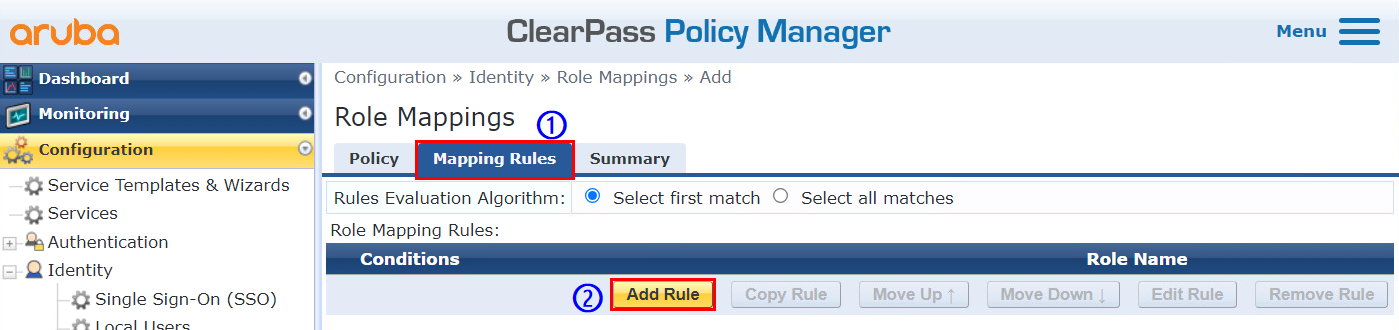 aruba
ClearPass Policy Manager
Menu
Dashboard
Monitoring
Configuration
Service Templates & Wizards
Services
Authentication
Identity
Single Sign-On (SSO)
Local Users
Configuration » Identity » Role Mappings » Add
Role Mappings
①
Policy Mapping Rules Summary
Rules Evaluation Algorithm: Select first match Select all matches
Role Mapping Rules:
Conditions Role Name
② Add Rule Copy Rule Move Up ↑ Move Down ↓ Edit Rule Remove Rule